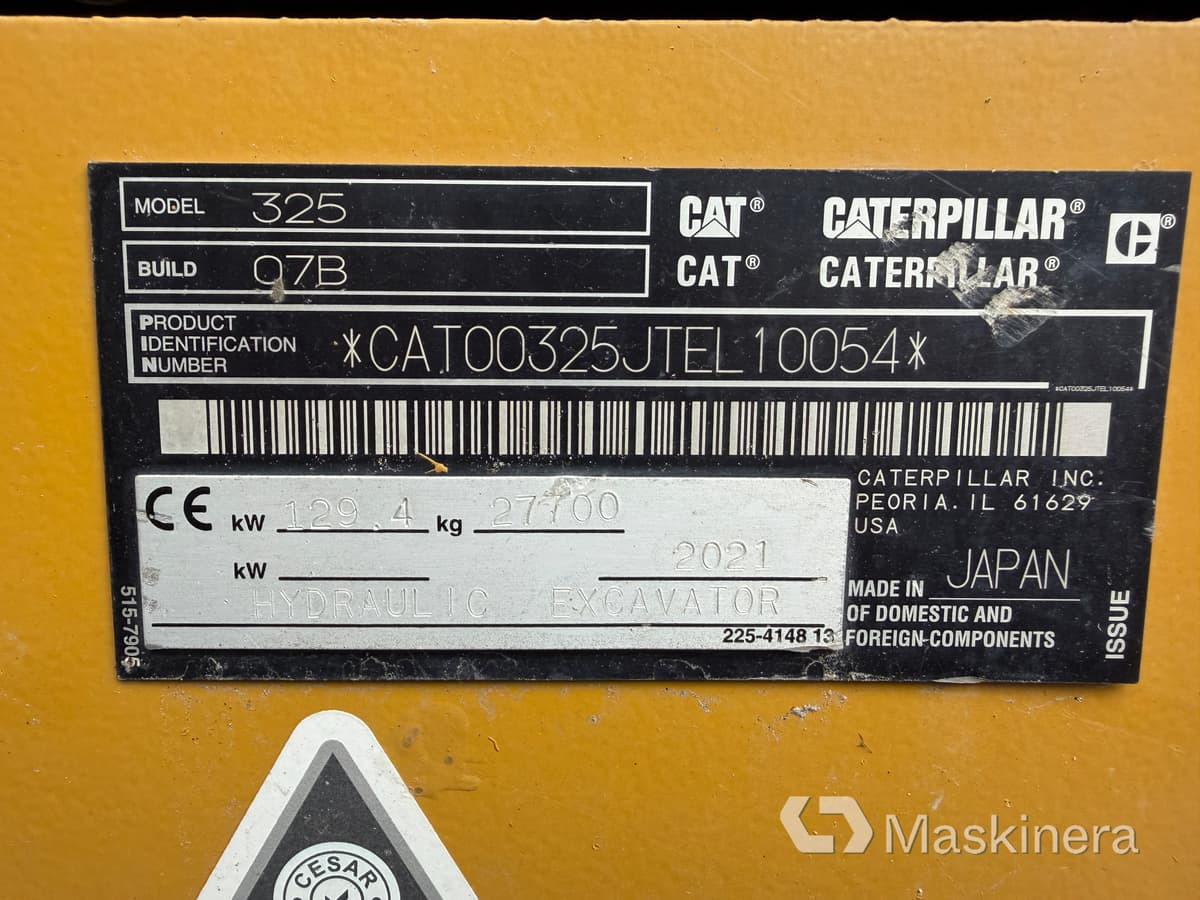 MODEL 325
CAT® CATERPILLAR® ®
BUILD 07B
CAT® CATERPILLAR®
PRODUCT
IDENTIFICATION
NUMBER
*CAT00325JTEL10054*
*CAT00325JTEL10054*
CE kW 129.4 kg 27700
kW 2021
HYDRAULIC EXCAVATOR
225-4148 13
515-7905
CATERPILLAR INC.
PEORIA. IL 61629
USA
MADE IN JAPAN
OF DOMESTIC AND
FOREIGN COMPONENTS
ISSUE
CESAR
Maskinera